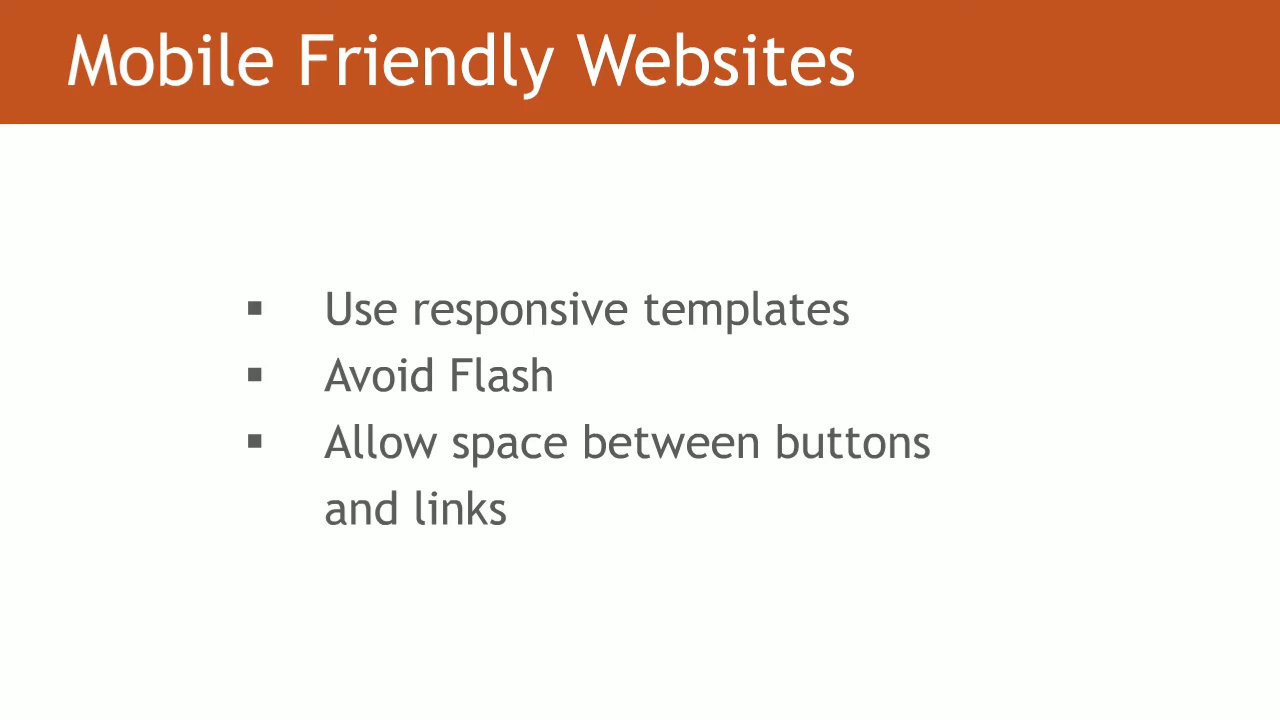 Mobile Friendly Websites
▪ Use responsive templates
▪ Avoid Flash
▪ Allow space between buttons
and links